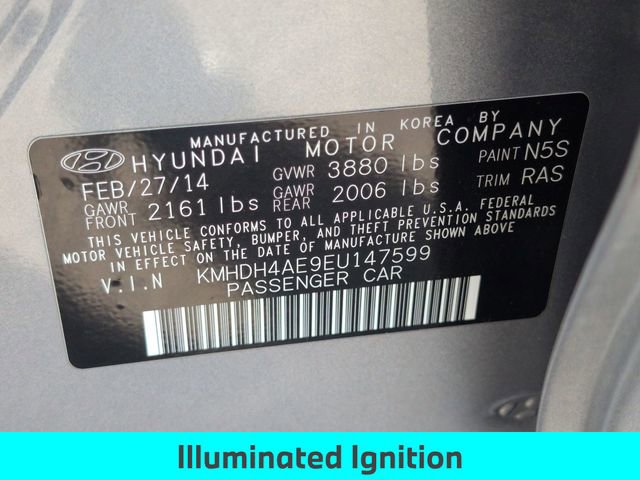 MANUFACTURED IN KOREA BY
HYUNDAI MOTOR COMPANY
FEB/27/14 GVWR 3880 lbs PAINT N5S
GAWR FRONT 2161 lbs GAWR REAR 2006 lbs TRIM RAS
THIS VEHICLE CONFORMS TO ALL APPLICABLE U.S.A. FEDERAL
MOTOR VEHICLE SAFETY, BUMPER, AND THEFT PREVENTION STANDARDS
IN EFFECT ON THE DATE OF MANUFACTURE SHOWN ABOVE
V.I.N KMHDH4AE9EU147599
PASSENGER CAR
Illuminated Ignition